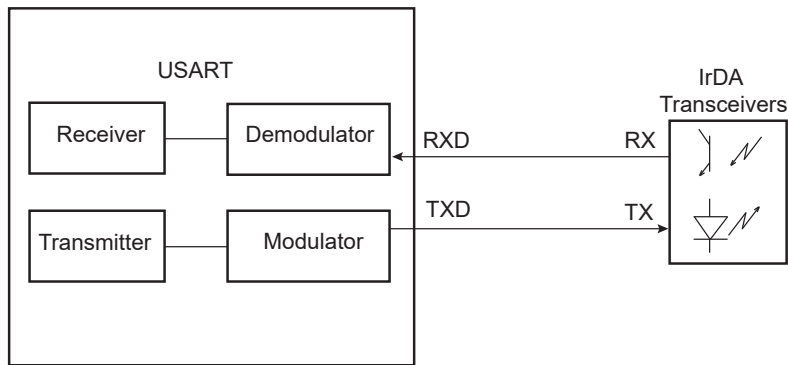 USART
IrDA
Transceivers
Receiver
Demodulator
RXD
RX
TXD
TX
Transmitter
Modulator